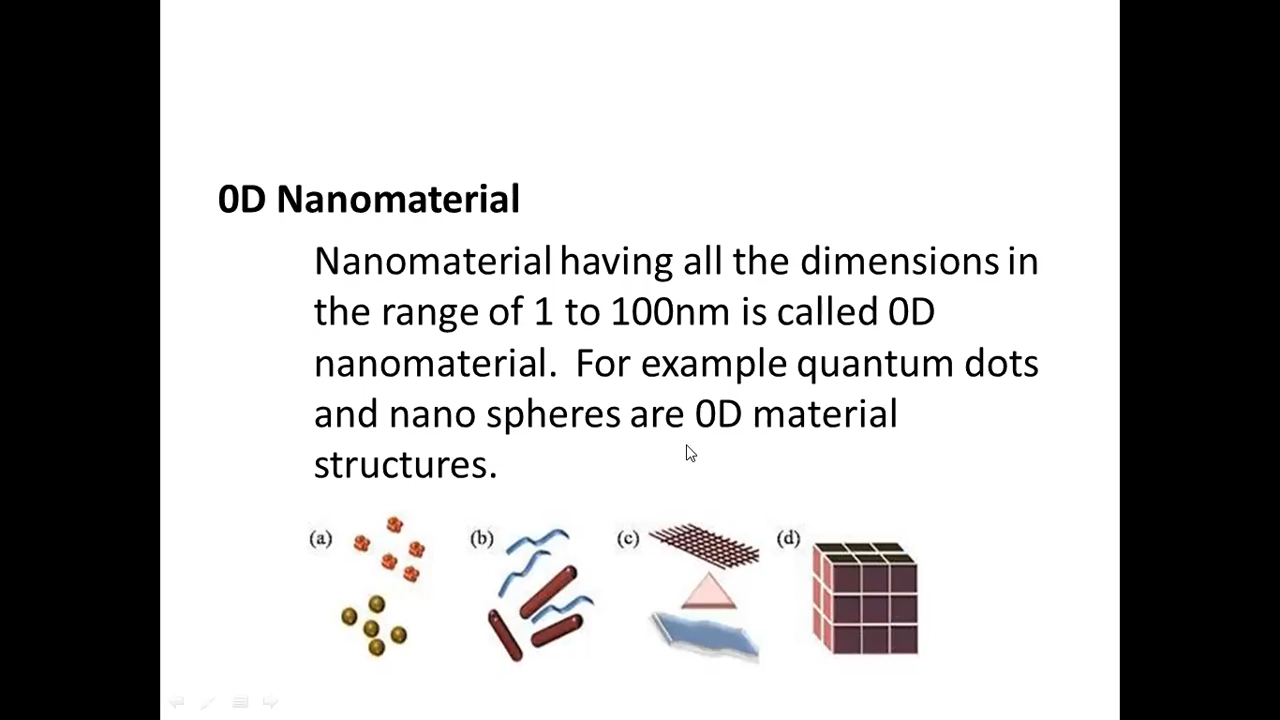 0D Nanomaterial
Nanomaterial having all the dimensions in
the range of 1 to 100nm is called 0D
nanomaterial. For example quantum dots
and nano spheres are 0D material
structures.
(a) (b) (c) (d)